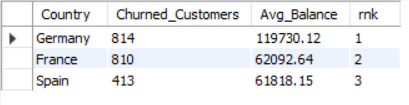 Country Churned_Customers Avg_Balance rnk
Germany 814 119730.12 1
France 810 62092.64 2
Spain 413 61818.15 3